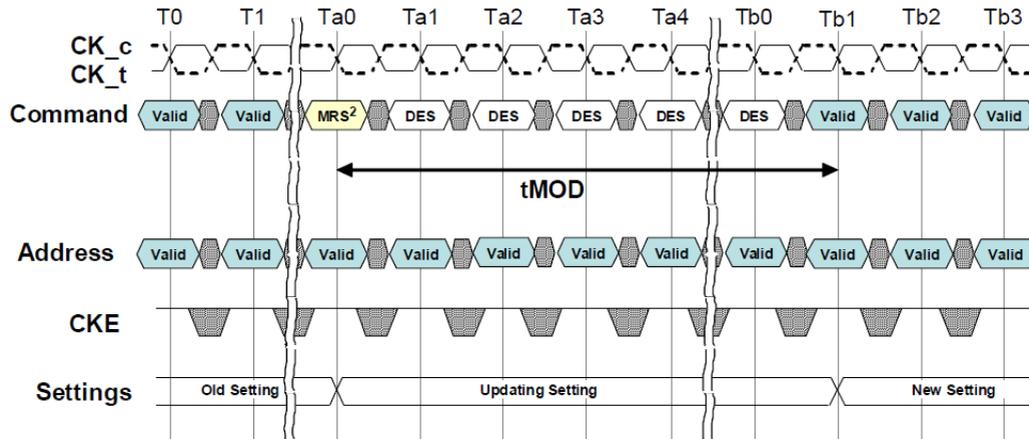 T0 T1 Ta0 Ta1 Ta2 Ta3 Ta4 Tb0 Tb1 Tb2 Tb3
CK_c
CK_t
Command Valid Valid MRS² DES DES DES DES DES Valid Valid Valid
tMOD
Address Valid Valid Valid Valid Valid Valid Valid Valid Valid Valid Valid
CKE
Settings Old Setting Updating Setting New Setting